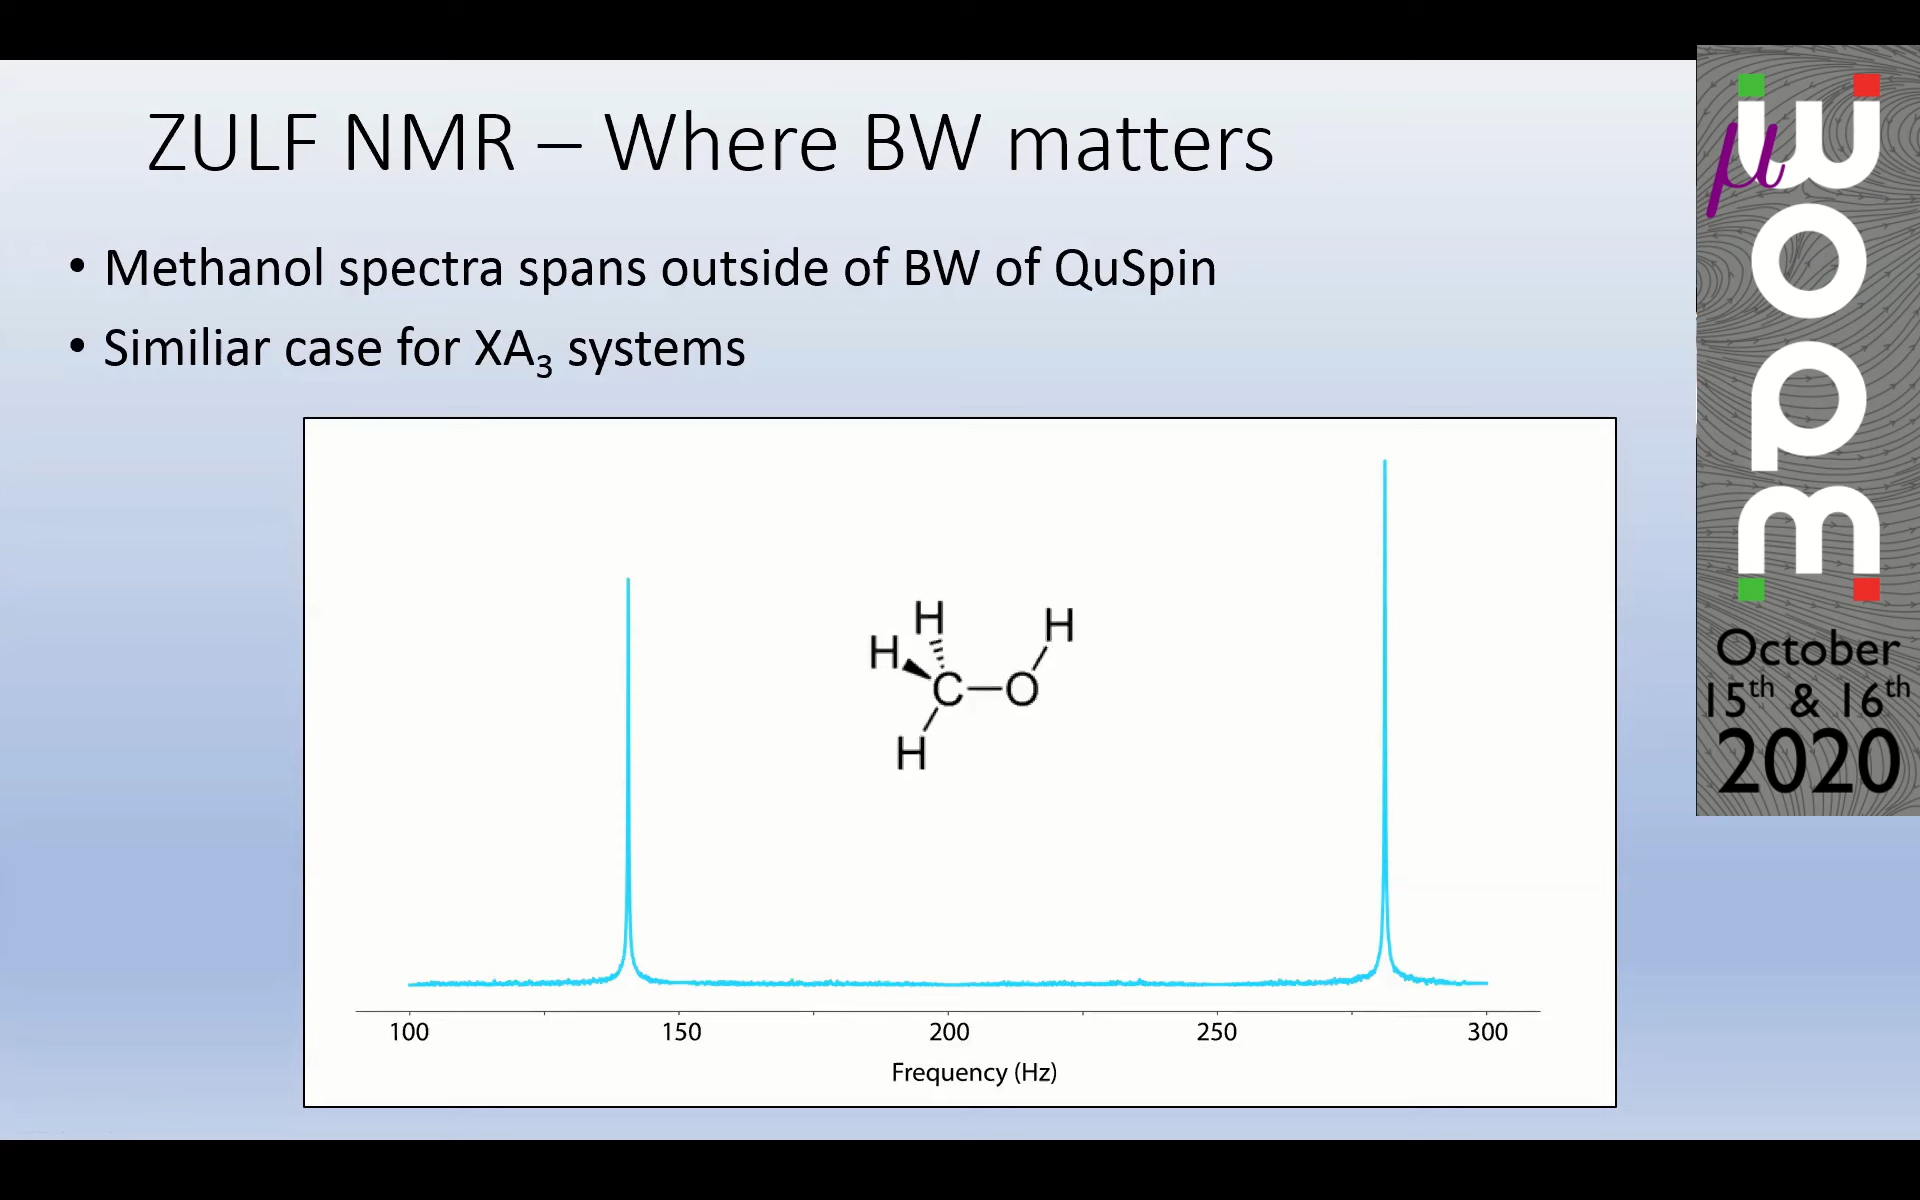 ZULF NMR – Where BW matters
• Methanol spectra spans outside of BW of QuSpin
• Similiar case for XA₃ systems
H
H
H
C
O
H
100
150
200
250
300
Frequency (Hz)
μ
wopm
October
15th & 16th
2020